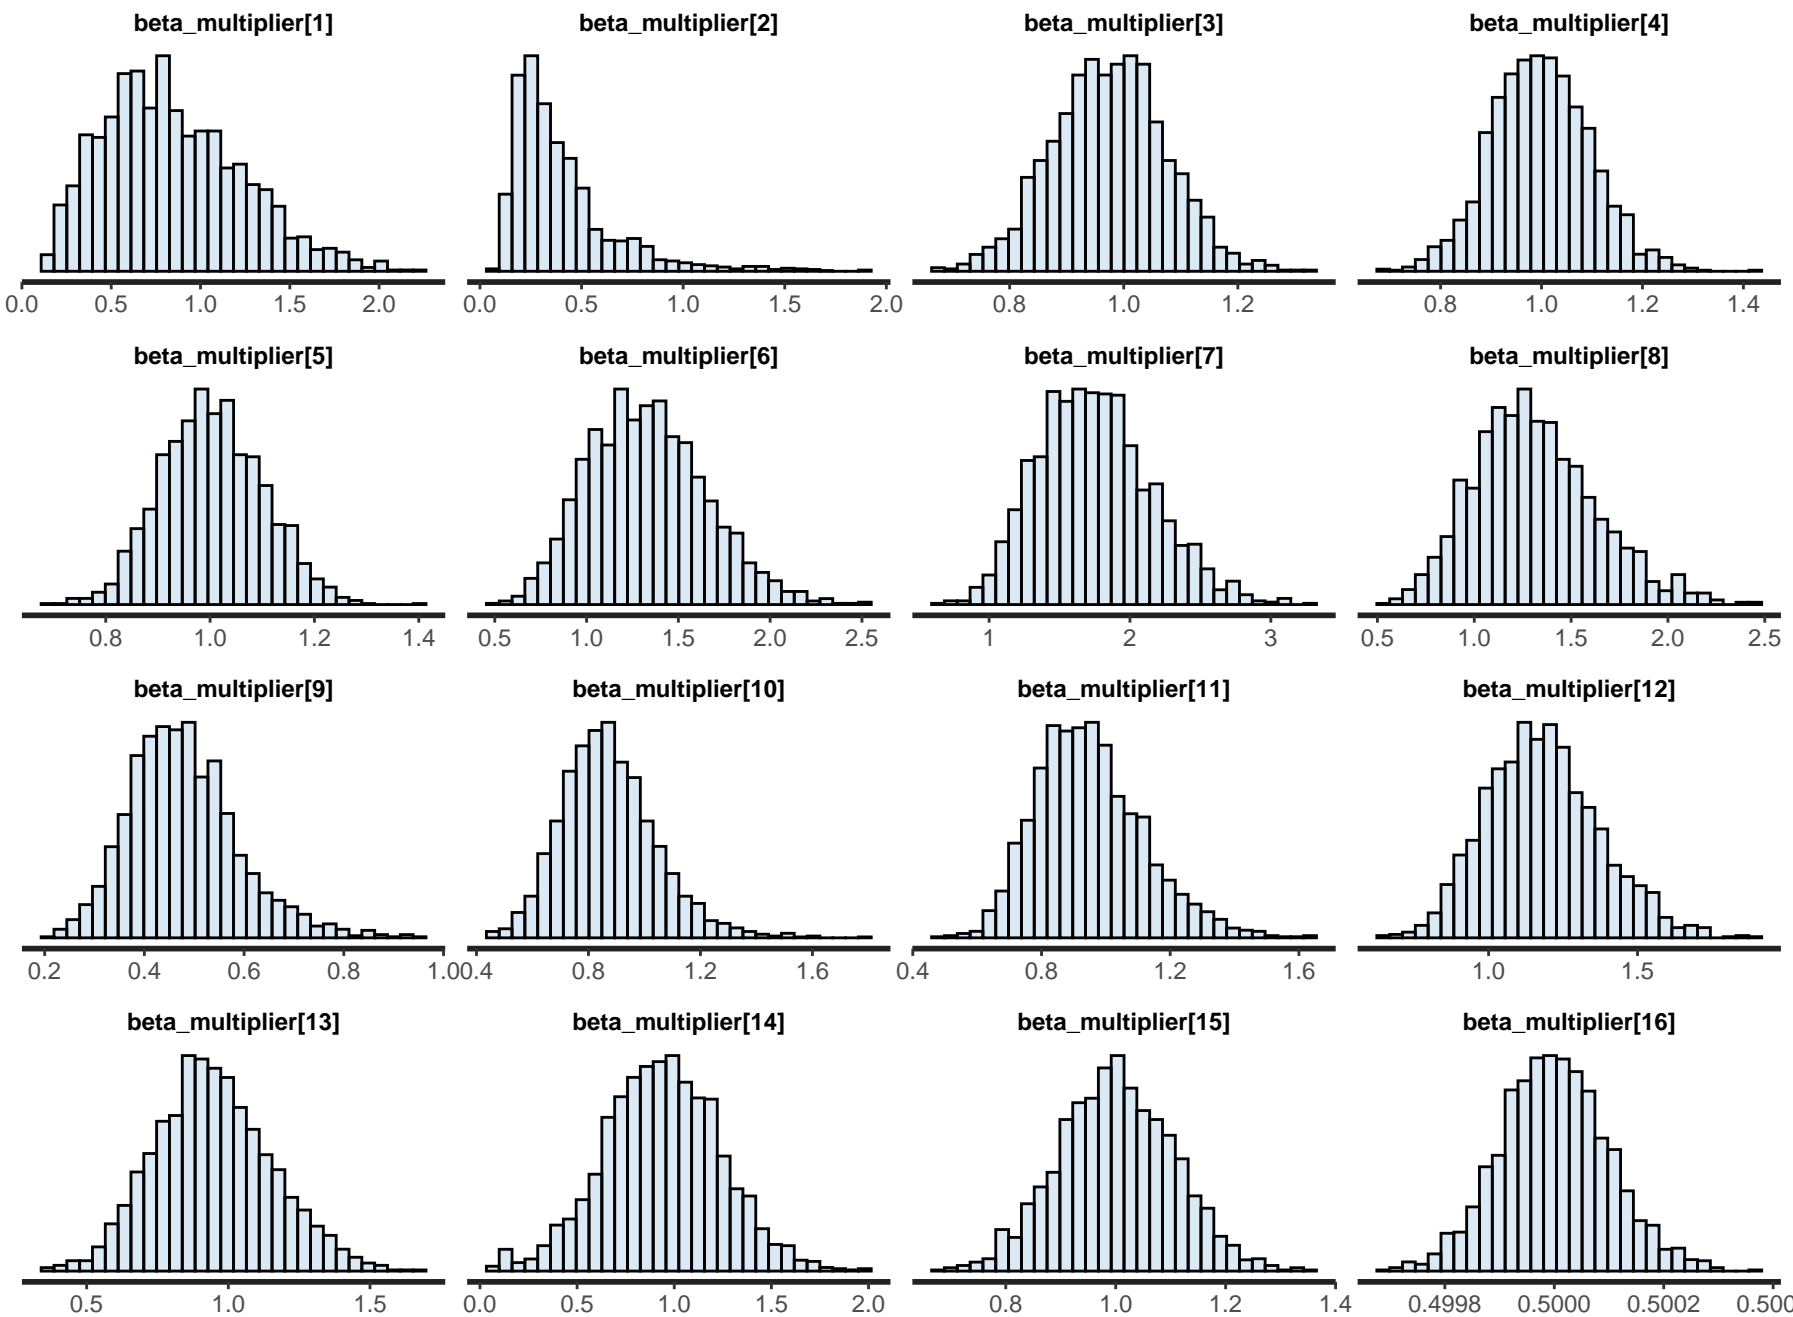 beta_multiplier[1] beta_multiplier[2] beta_multiplier[3] beta_multiplier[4]
0.0 0.5 1.0 1.5 2.0 0.0 0.5 1.0 1.5 2.0 0.8 1.0 1.2 0.8 1.0 1.2 1.4
beta_multiplier[5] beta_multiplier[6] beta_multiplier[7] beta_multiplier[8]
0.8 1.0 1.2 1.4 0.5 1.0 1.5 2.0 2.5 1 2 3 0.5 1.0 1.5 2.0 2.5
beta_multiplier[9] beta_multiplier[10] beta_multiplier[11] beta_multiplier[12]
0.2 0.4 0.6 0.8 1.0 0.4 0.8 1.2 1.6 0.4 0.8 1.2 1.6 1.0 1.5
beta_multiplier[13] beta_multiplier[14] beta_multiplier[15] beta_multiplier[16]
0.5 1.0 1.5 0.0 0.5 1.0 1.5 2.0 0.8 1.0 1.2 1.4 0.4998 0.5000 0.5002